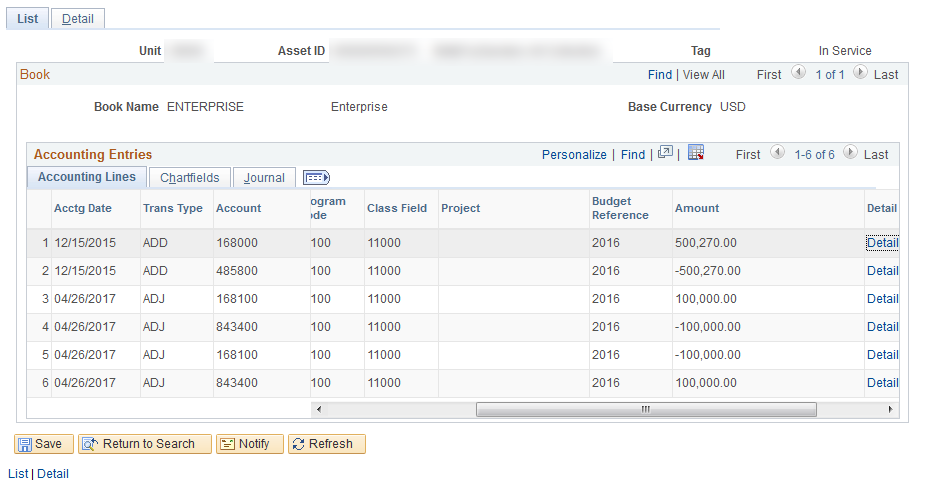 List Detail
Unit Asset ID Tag In Service
Book Find | View All First 1 of 1 Last
Book Name ENTERPRISE Enterprise Base Currency USD
Accounting Entries Personalize | Find | | First 1-6 of 6 Last
Accounting Lines Chartfields Journal
Acctg Date Trans Type Account ogram ode Class Field Project Budget Reference Amount Detail
1 12/15/2015 ADD 168000 100 11000 2016 500,270.00 Detail
2 12/15/2015 ADD 485800 100 11000 2016 -500,270.00 Detail
3 04/26/2017 ADJ 168100 100 11000 2016 100,000.00 Detail
4 04/26/2017 ADJ 843400 100 11000 2016 -100,000.00 Detail
5 04/26/2017 ADJ 168100 100 11000 2016 -100,000.00 Detail
6 04/26/2017 ADJ 843400 100 11000 2016 100,000.00 Detail
Save Return to Search Notify Refresh
List | Detail